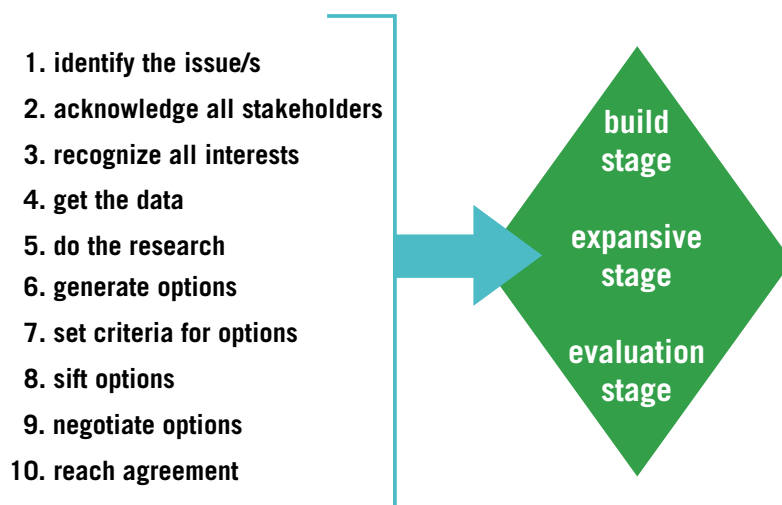 1. identify the issue/s
2. acknowledge all stakeholders
3. recognize all interests
4. get the data
5. do the research
6. generate options
7. set criteria for options
8. sift options
9. negotiate options
10. reach agreement
build
stage
expansive
stage
evaluation
stage